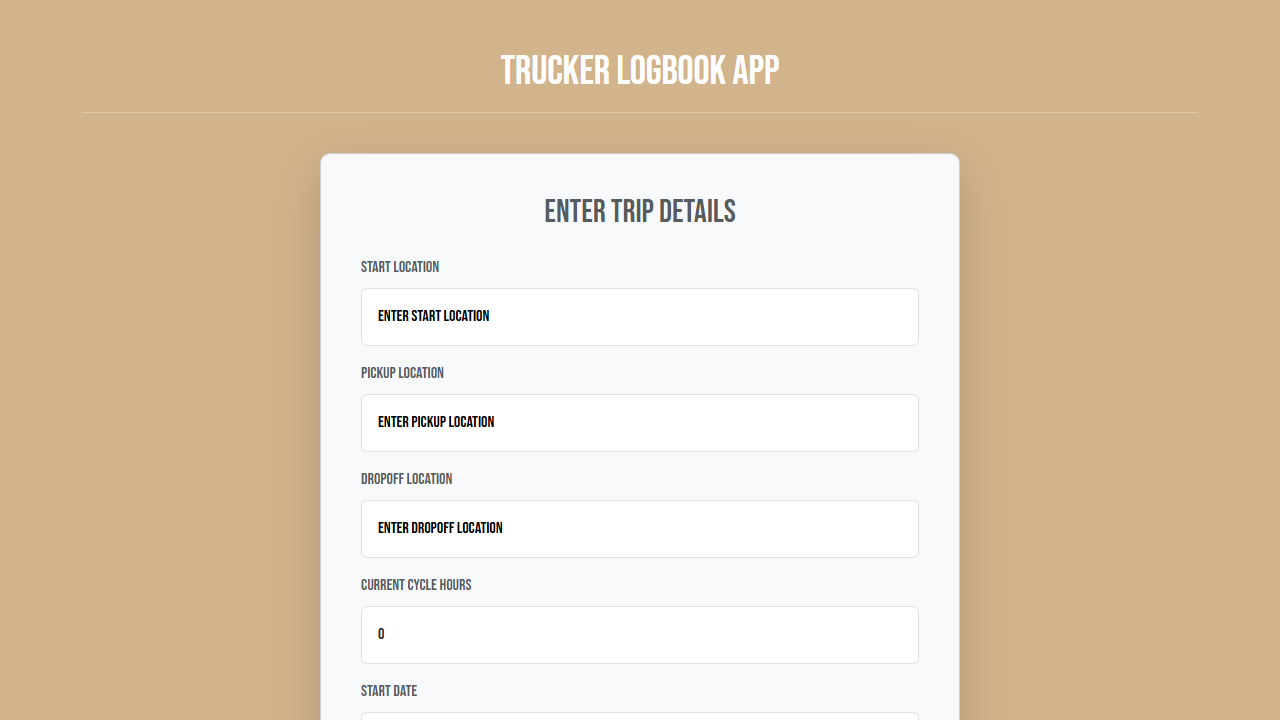 TRUCKER LOGBOOK APP
ENTER TRIP DETAILS
START LOCATION
ENTER START LOCATION
PICKUP LOCATION
ENTER PICKUP LOCATION
DROPOFF LOCATION
ENTER DROPOFF LOCATION
CURRENT CYCLE HOURS
0
START DATE